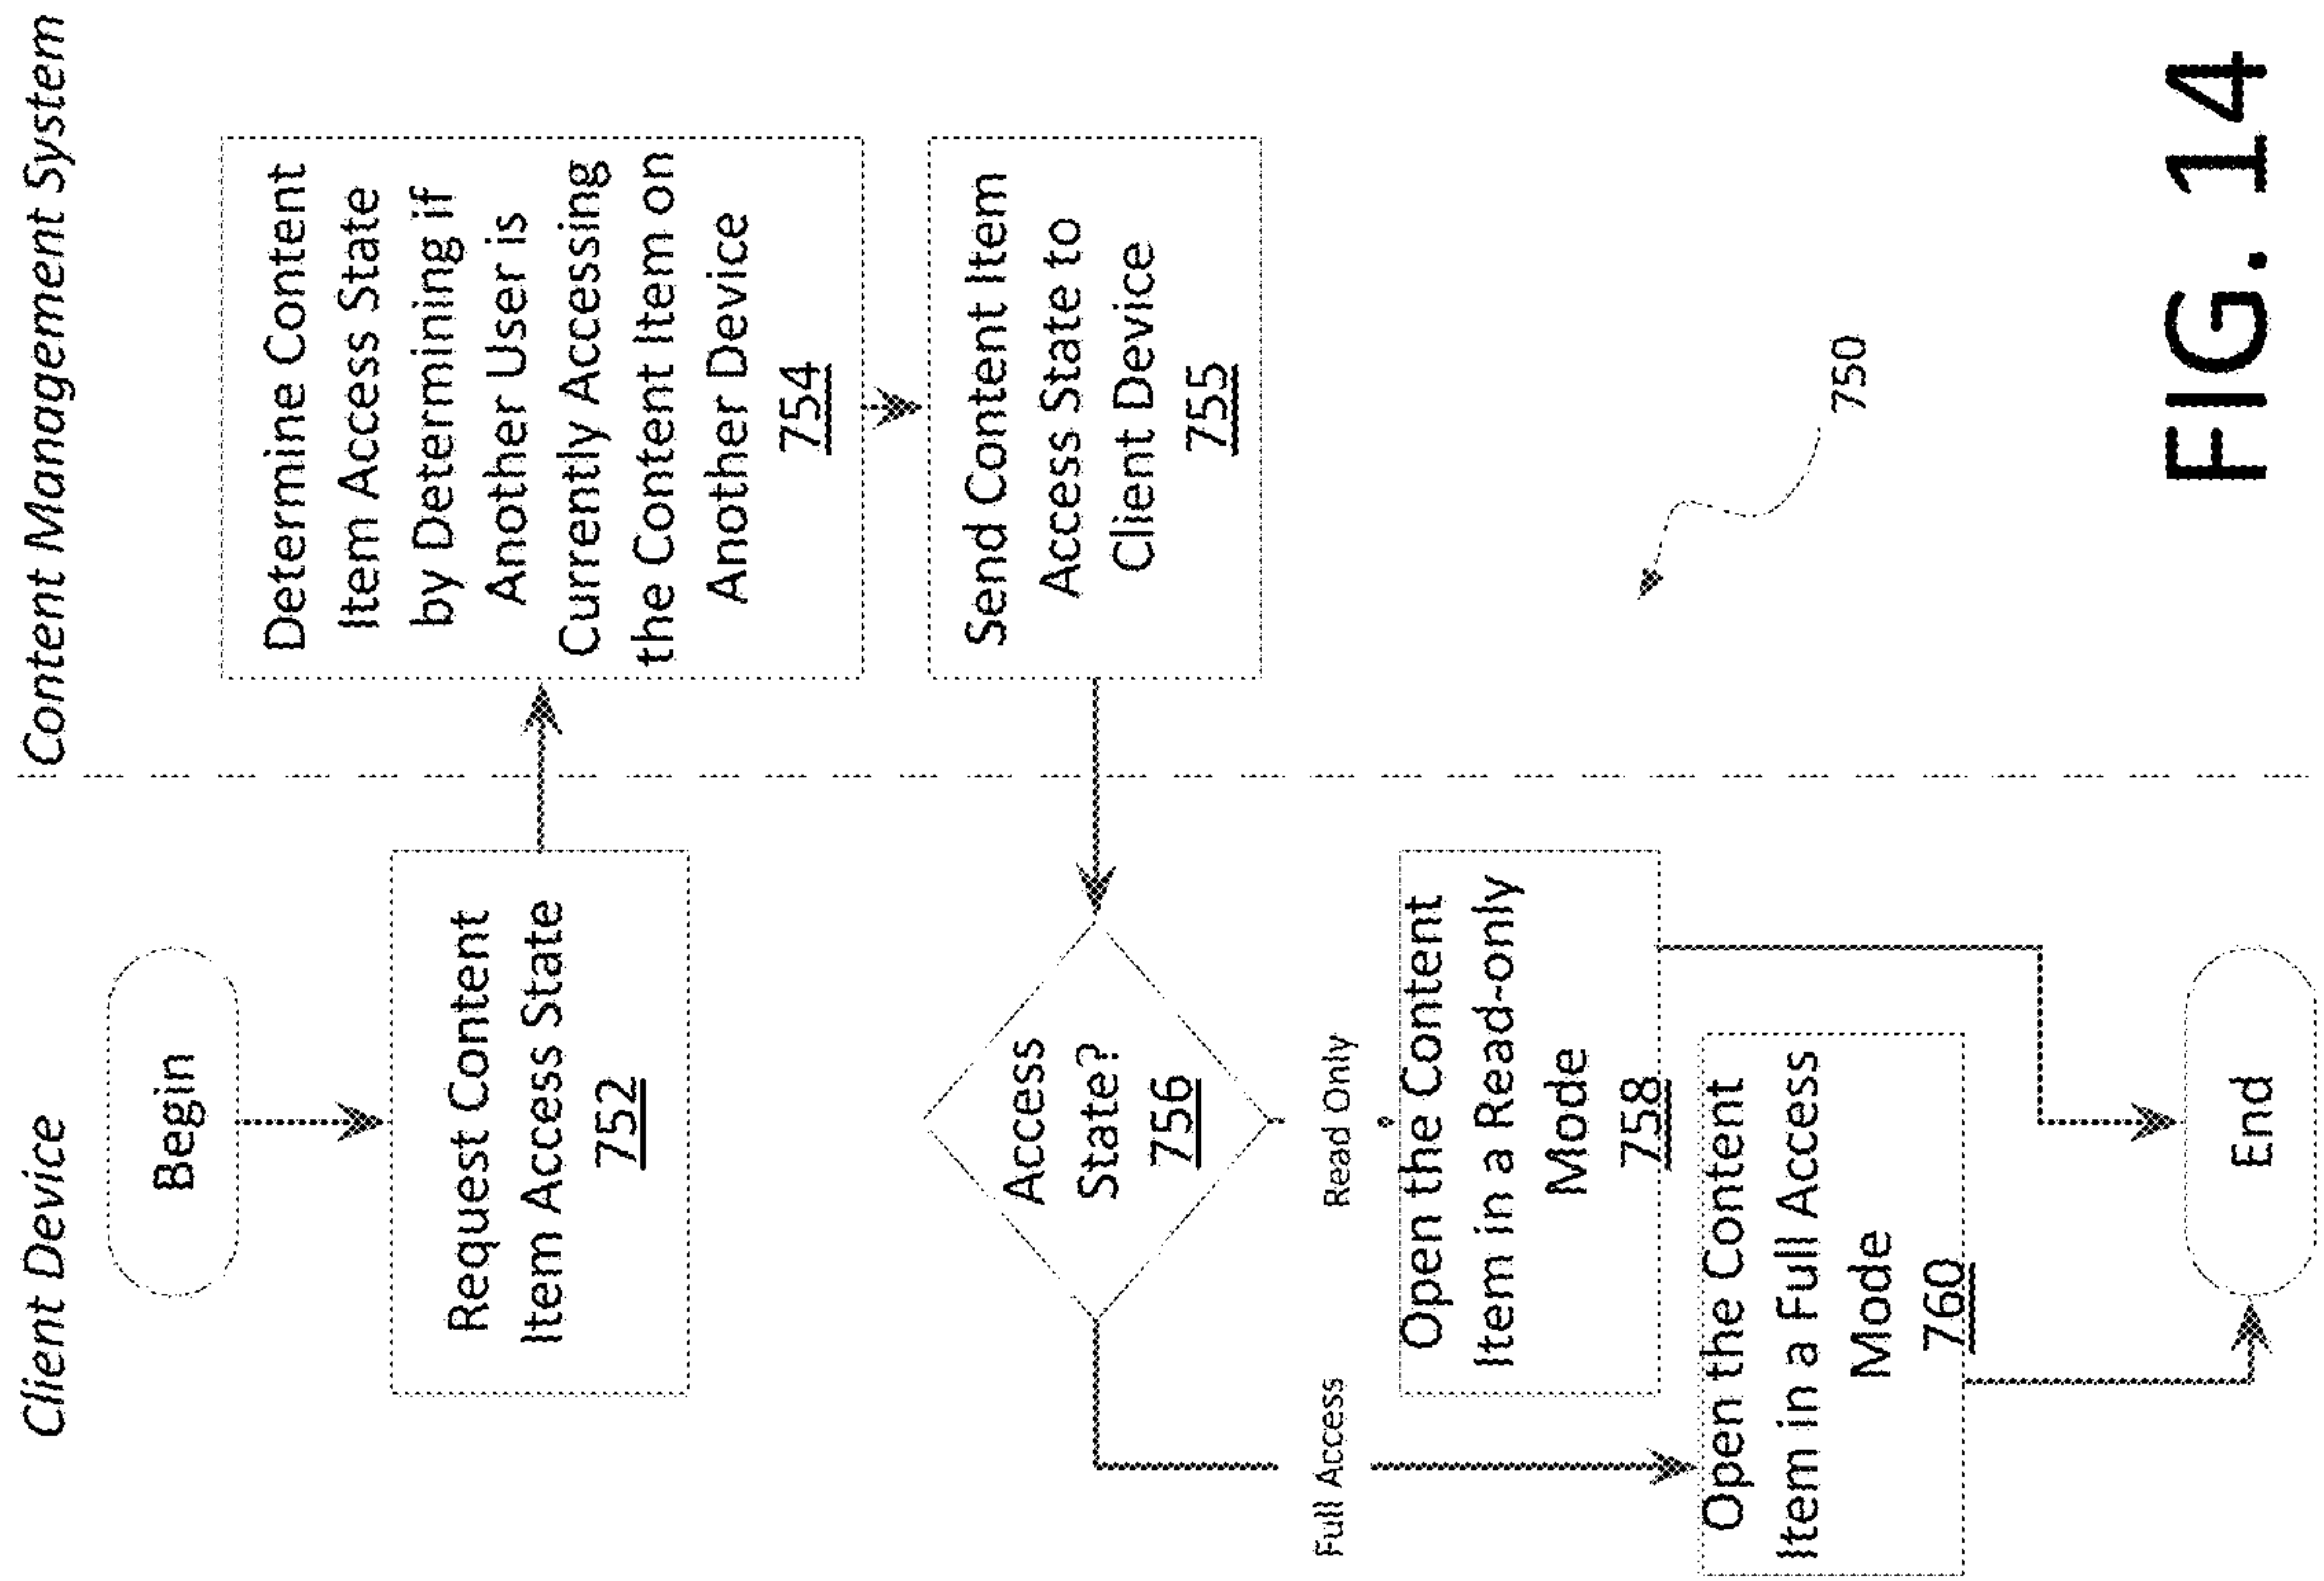 Client Device
Content Management System
Begin
Request Content
Item Access State
752
Determine Content
Item Access State
by Determining if
Another User is
Currently Accessing
the Content Item on
Another Device
754
Send Content Item
Access State to
Client Device
755
Access
State?
756
Full Access
Read Only
Open the Content
Item in a Read-only
Mode
758
Open the Content
Item in a Full Access
Mode
760
End
750
FIG. 14